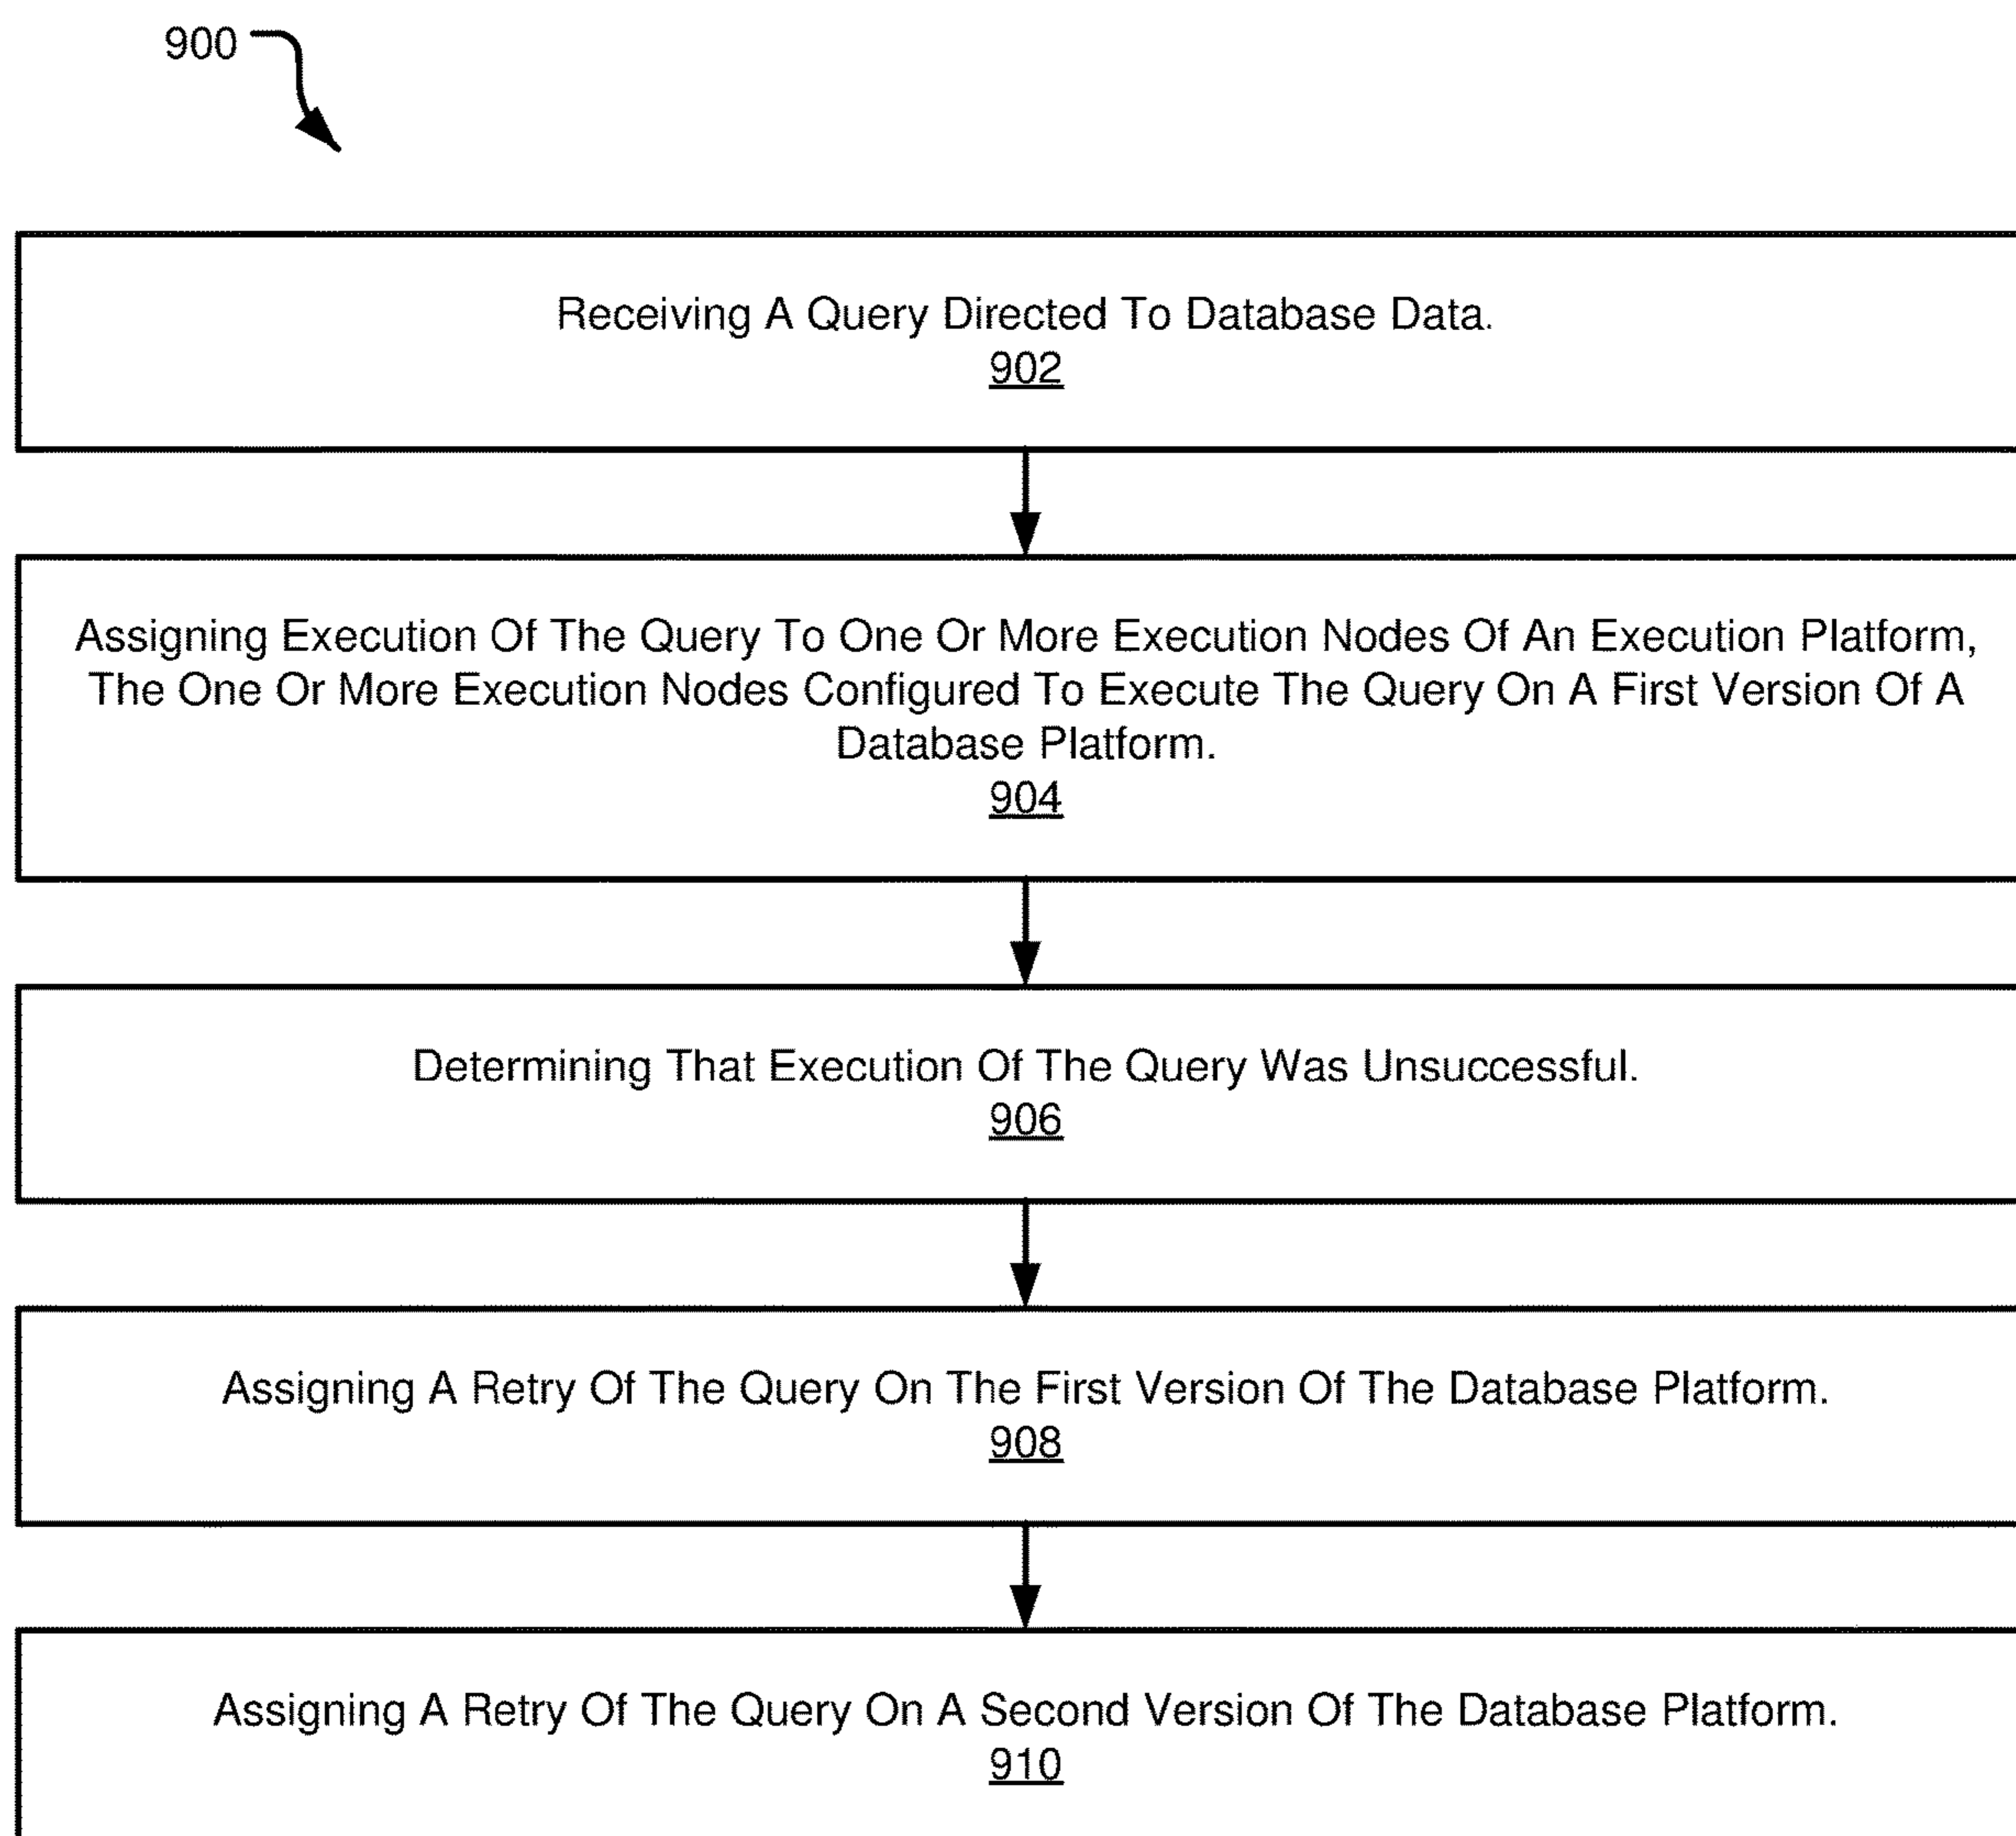 900
Receiving A Query Directed To Database Data.
902
Assigning Execution Of The Query To One Or More Execution Nodes Of An Execution Platform,
The One Or More Execution Nodes Configured To Execute The Query On A First Version Of A
Database Platform.
904
Determining That Execution Of The Query Was Unsuccessful.
906
Assigning A Retry Of The Query On The First Version Of The Database Platform.
908
Assigning A Retry Of The Query On A Second Version Of The Database Platform.
910